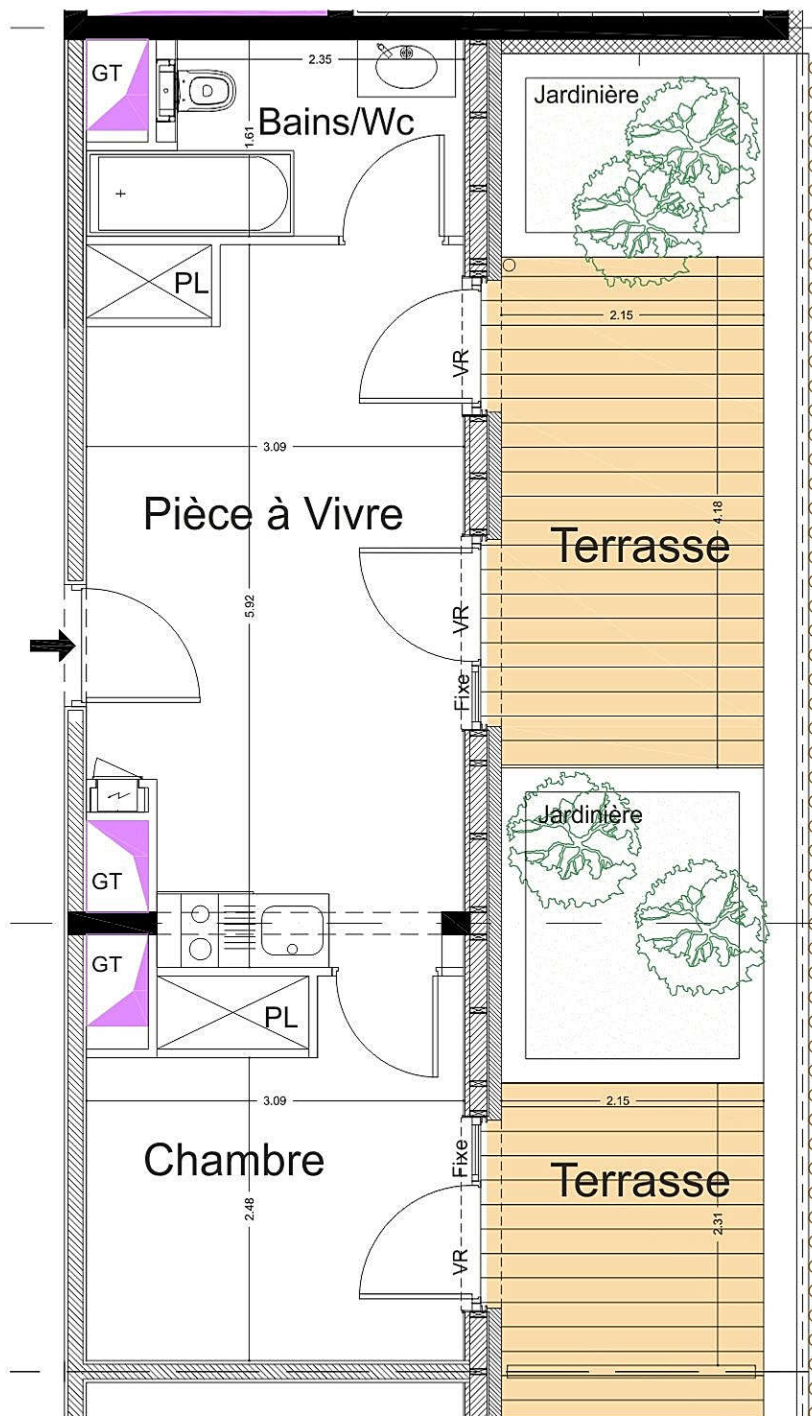 GT
2.35
Jardinière
Bains/Wc
1.61
PL
2.15
VR
3.09
Pièce à Vivre
4.18
Terrasse
5.92
VR
Fixe
Jardinière
GT
GT
PL
3.09
2.15
Chambre
Fixe
Terrasse
2.48
2.31
VR